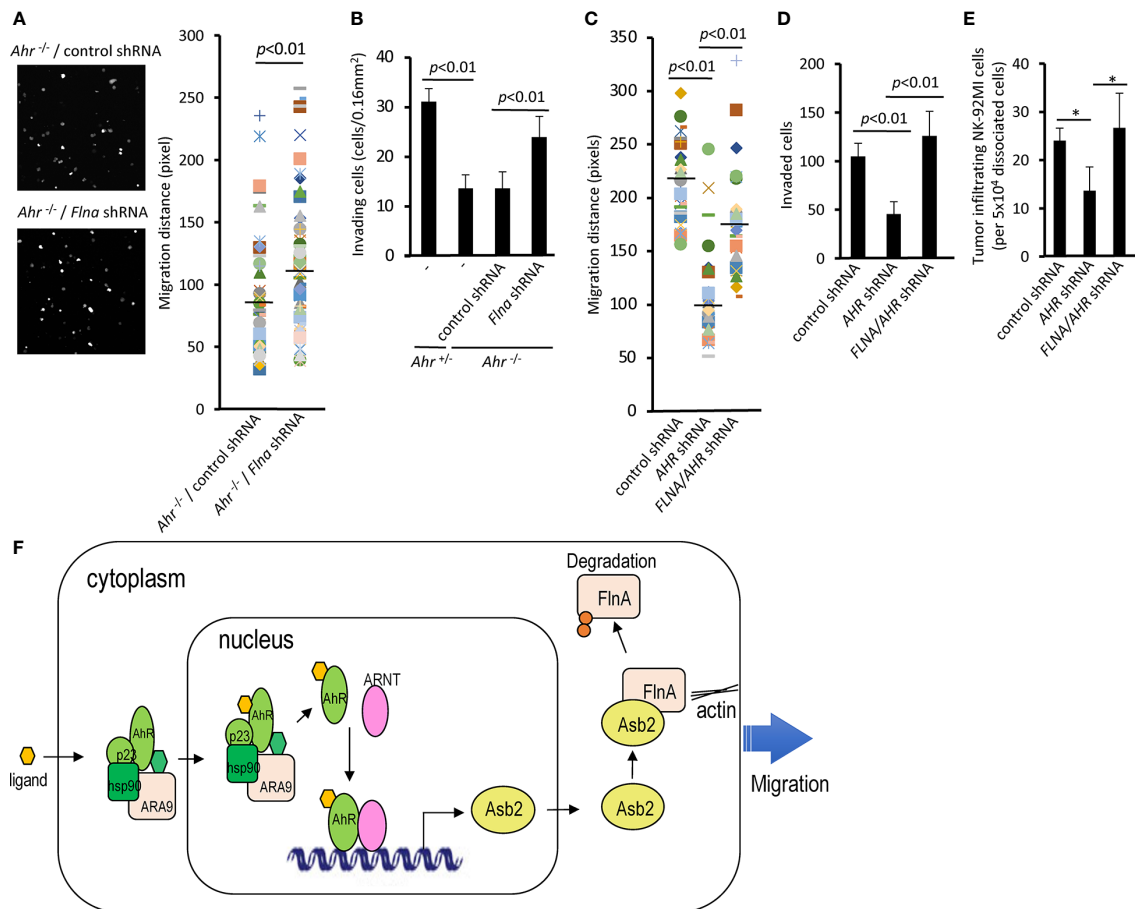 A
Ahr -/- / control shRNA
Ahr -/- / Flna shRNA
Migration distance (pixel)
350
300
250
200
150
100
50
0
p<0.01
Ahr -/- / control shRNA
Ahr -/- / Flna shRNA
B
Invading cells (cells/0.16mm2)
40
30
20
10
0
p<0.01
p<0.01
-
-
control shRNA
Flna shRNA
Ahr +/-
Ahr -/-
C
Migration distance (pixels)
350
300
250
200
150
100
50
0
p<0.01
p<0.01
control shRNA
AHR shRNA
FLNA/AHR shRNA
D
Invaded cells
200
150
100
50
0
p<0.01
p<0.01
control shRNA
AHR shRNA
FLNA/AHR shRNA
E
Tumor infiltrating NK-92MI cells
(per 5x104 dissociated cells)
40
30
20
10
0
*
*
control shRNA
AHR shRNA
FLNA/AHR shRNA
F
cytoplasm
nucleus
ligand
AhR
p23
hsp90
ARA9
AhR
p23
hsp90
ARA9
AhR
ARNT
AhR
Asb2
Asb2
Asb2
FlnA
actin
Degradation
FlnA
Migration